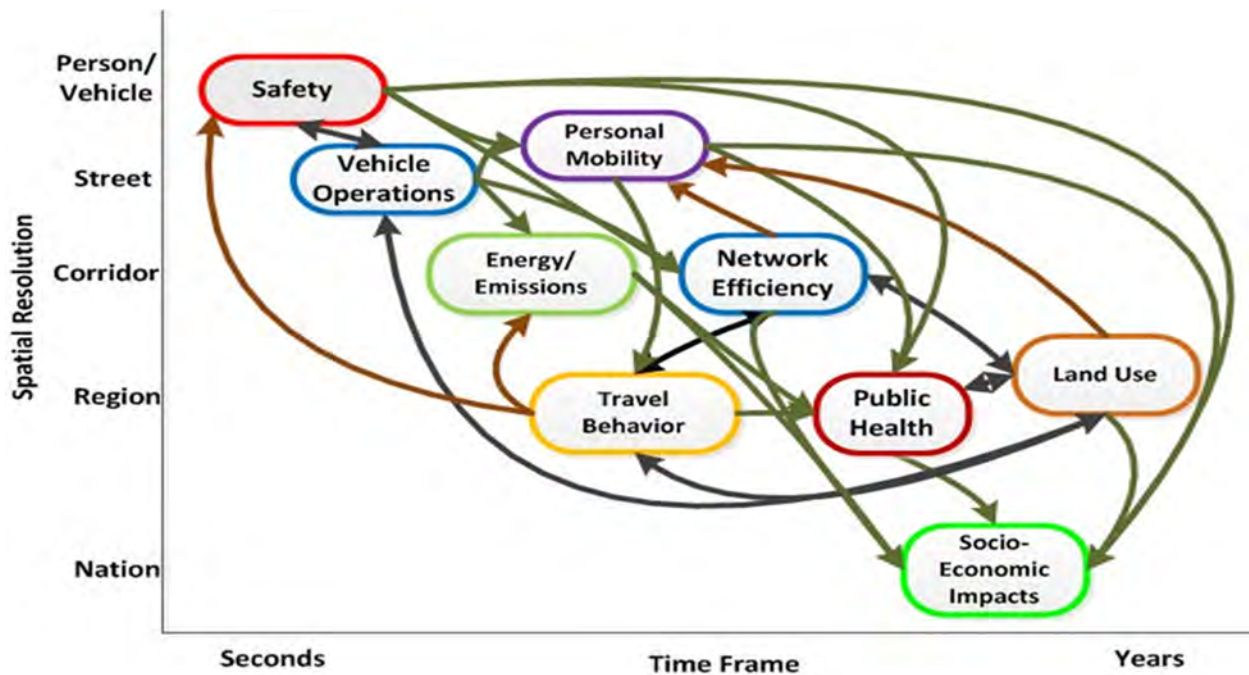 Person/
Vehicle
Street
Corridor
Region
Nation
Spatial Resolution
Safety
Personal
Mobility
Vehicle
Operations
Energy/
Emissions
Network
Efficiency
Travel
Behavior
Public
Health
Land Use
Socio-
Economic
Impacts
Seconds
Time Frame
Years